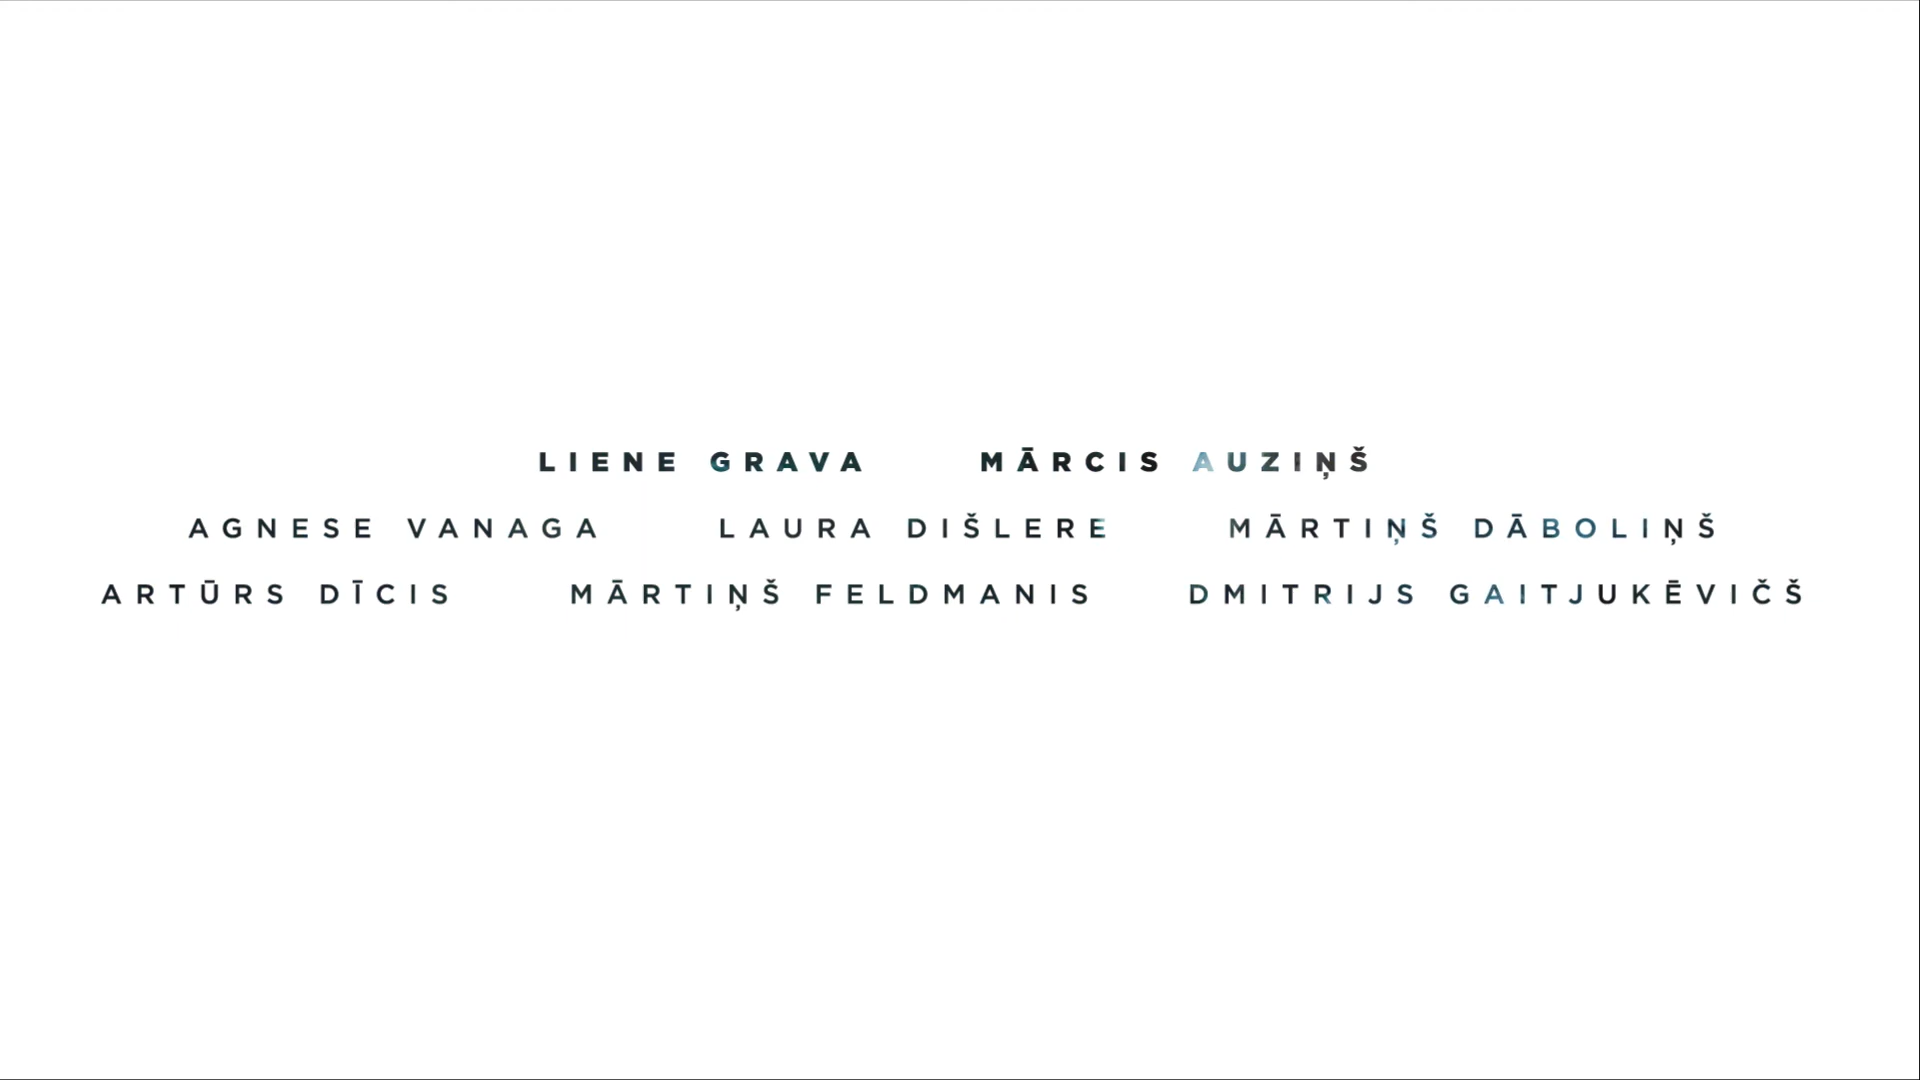 LIENE GRAVA MĀRCIS AUZIŅŠ
AGNESE VANAGA LAURA DIŠLERE MĀRTIŅŠ DĀBOLIŅŠ
ARTŪRS DĪCIS MĀRTIŅŠ FELDMANIS DMITRIJS GAITJUKĒVIČŠ